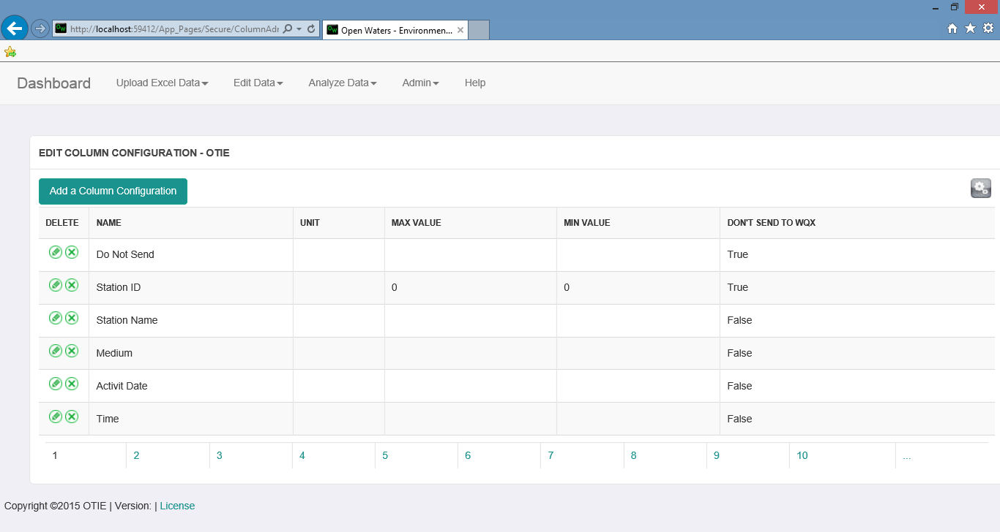 http://localhost:59412/App_Pages/Secure/ColumnAdr
Open Waters - Environmen...
Dashboard Upload Excel Data Edit Data Analyze Data Admin Help
EDIT COLUMN CONFIGURATION - OTIE
Add a Column Configuration
DELETE NAME UNIT MAX VALUE MIN VALUE DON'T SEND TO WQX
Do Not Send True
Station ID 0 0 True
Station Name False
Medium False
Activit Date False
Time False
1 2 3 4 5 6 7 8 9 10 ...
Copyright ©2015 OTIE | Version: | License